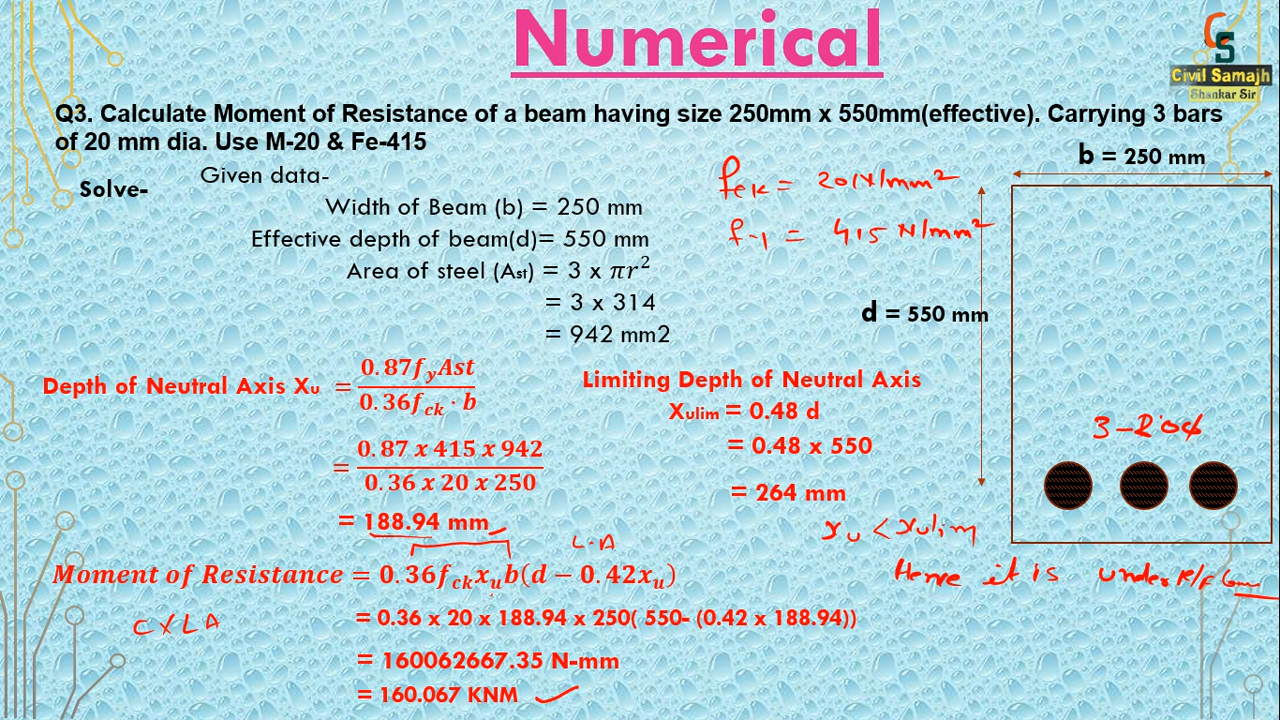 Numerical
CS
Civil Samajh
Shankar Sir
Q3. Calculate Moment of Resistance of a beam having size 250mm x 550mm(effective). Carrying 3 bars
of 20 mm dia. Use M-20 & Fe-415
b = 250 mm
Solve-
Given data-
Width of Beam (b) = 250 mm
Effective depth of beam(d)= 550 mm
Area of steel (Ast) = 3 x πr²
= 3 x 314
= 942 mm2
fck = 20 N/mm²
fy = 415 N/mm²
d = 550 mm
3-20ϕ
Depth of Neutral Axis Xu = 0.87fyAst / 0.36fck · b
= 0.87 x 415 x 942 / 0.36 x 20 x 250
= 188.94 mm
Limiting Depth of Neutral Axis
Xulim = 0.48 d
= 0.48 x 550
= 264 mm
xu < xulim
Hence it is under R/F
L.A
Moment of Resistance = 0.36fckxub(d − 0.42xu)
C x L A
= 0.36 x 20 x 188.94 x 250( 550- (0.42 x 188.94))
= 160062667.35 N-mm
= 160.067 KNM